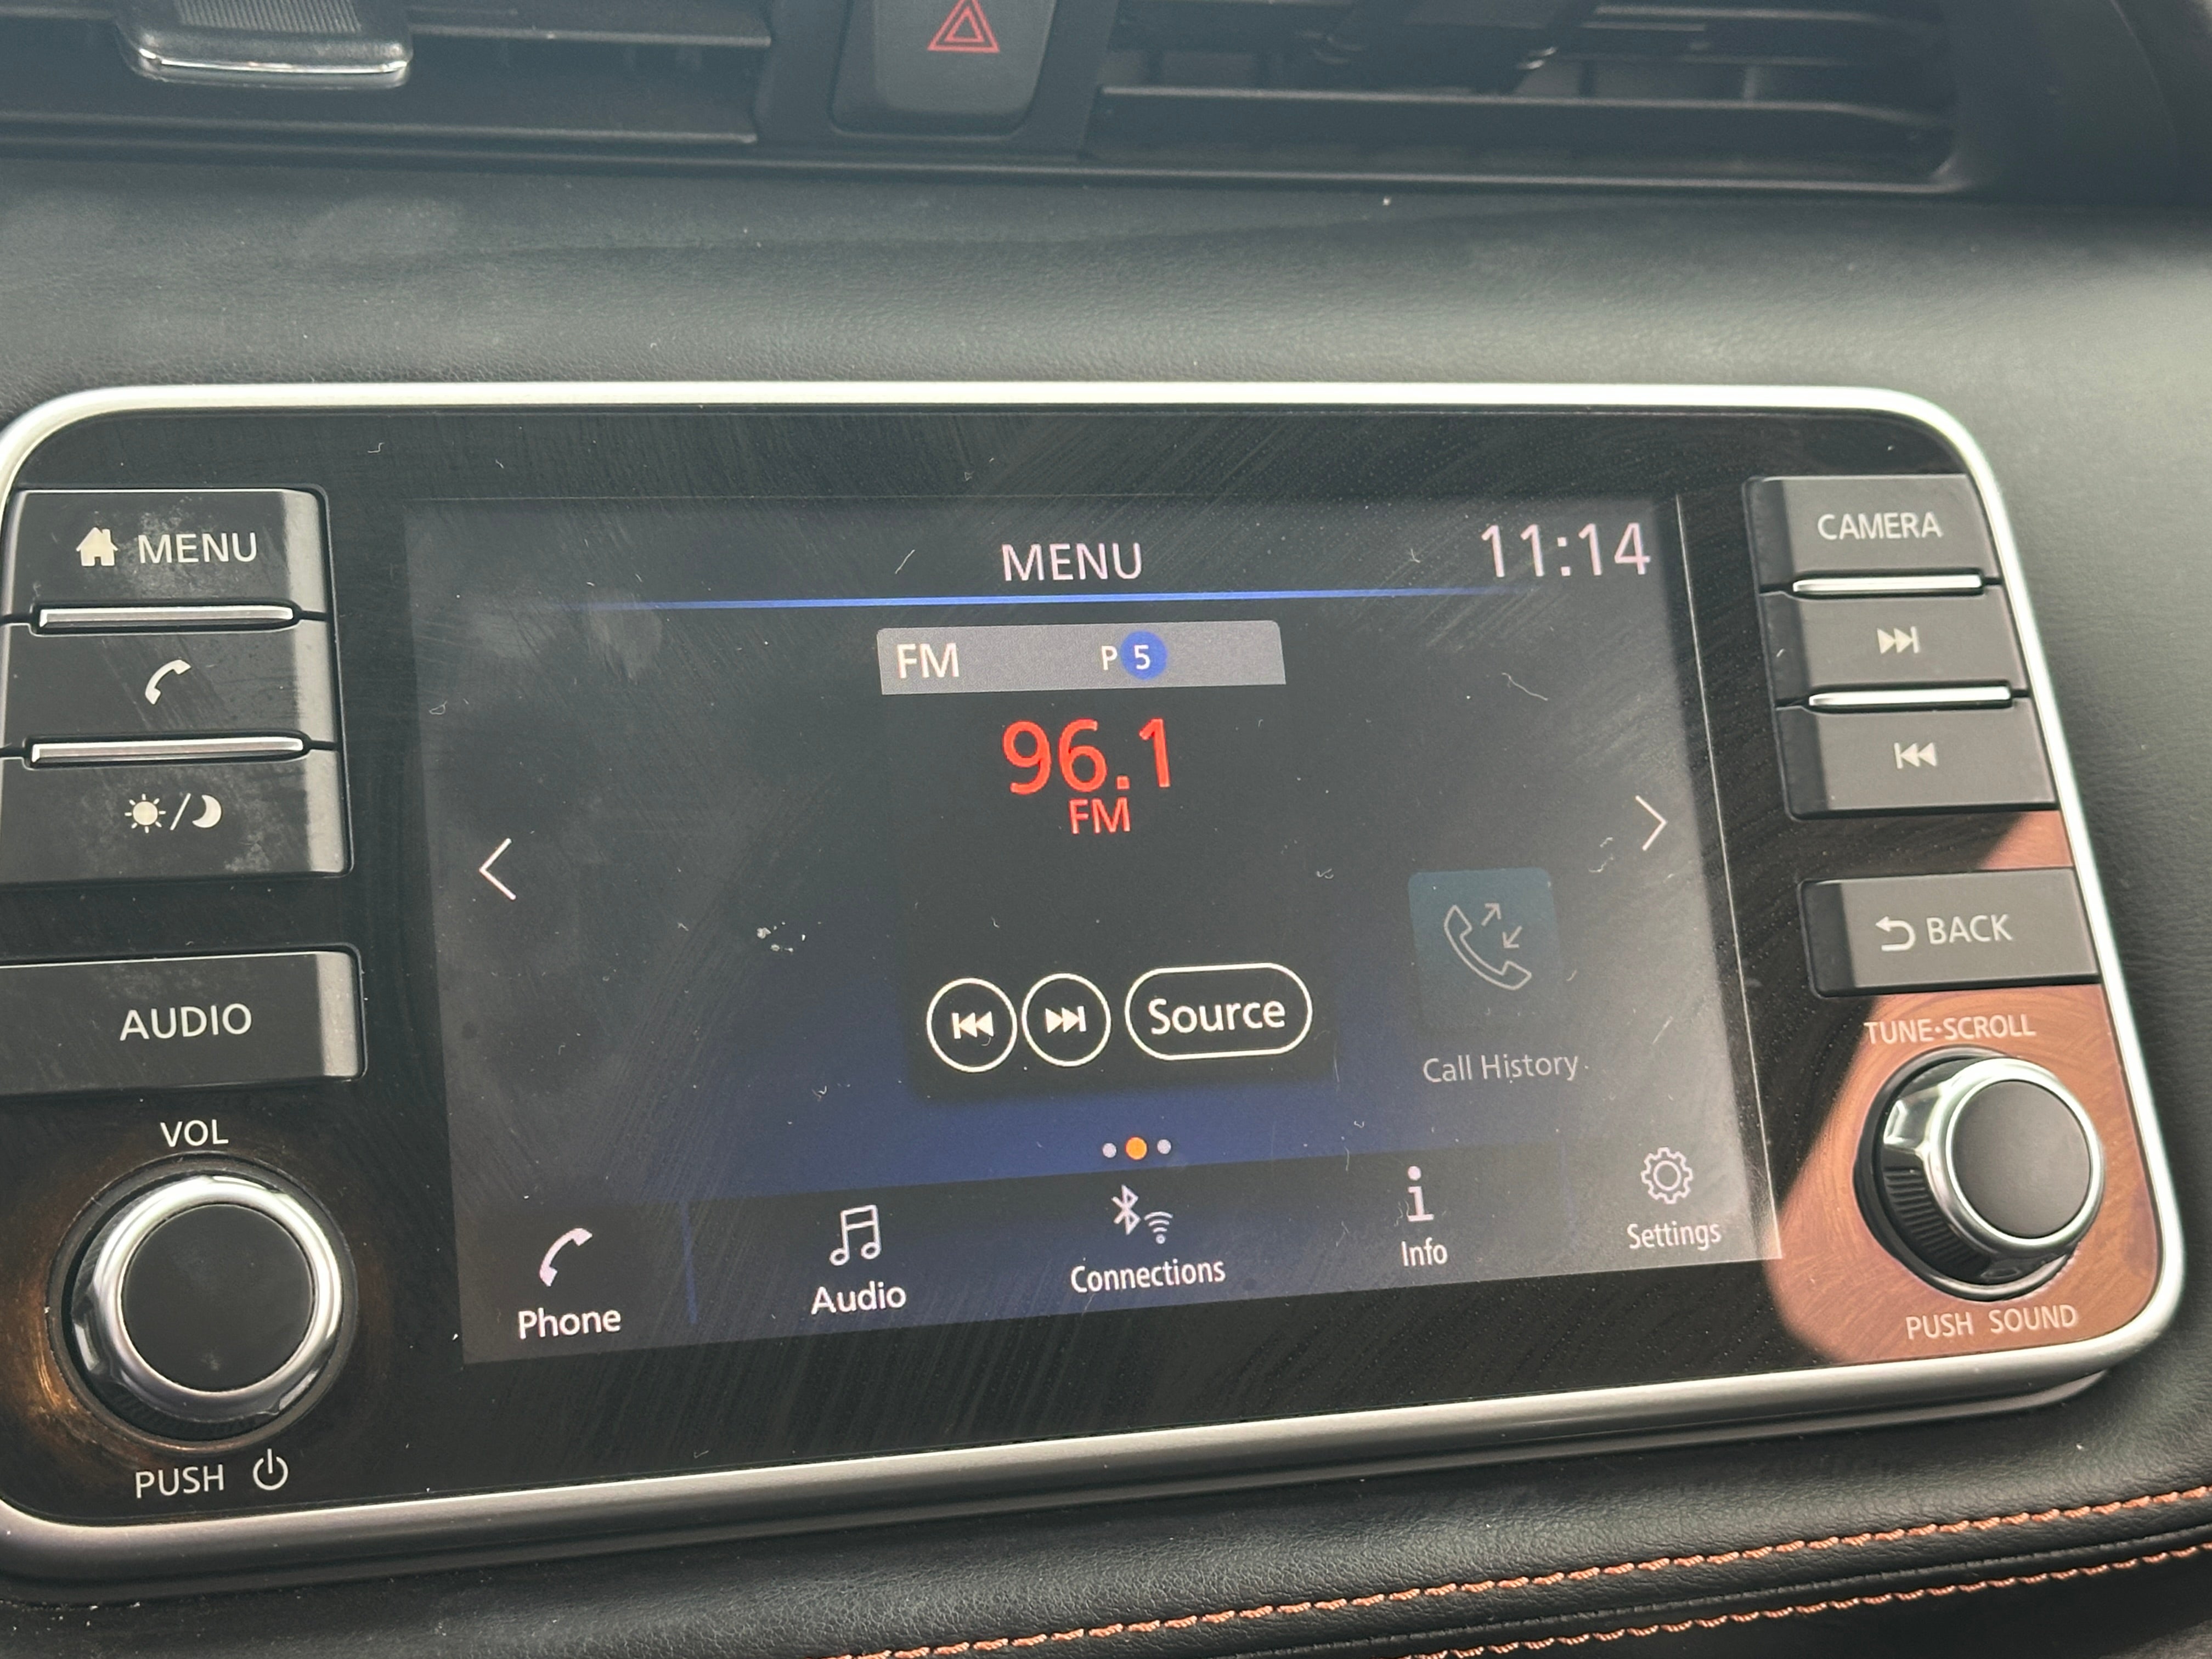 MENU
AUDIO
VOL
PUSH
MENU
11:14
FM P 5
96.1
FM
Source
Call History
Phone
Audio
Connections
Info
Settings
CAMERA
BACK
TUNE•SCROLL
PUSH SOUND